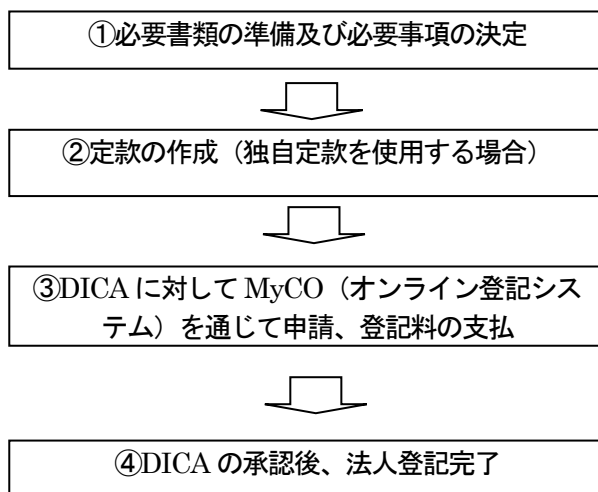 ①必要書類の準備及び必要事項の決定
②定款の作成（独自定款を使用する場合）
③DICA に対して MyCO（オンライン登記シス
テム）を通じて申請、登記料の支払
④DICA の承認後、法人登記完了